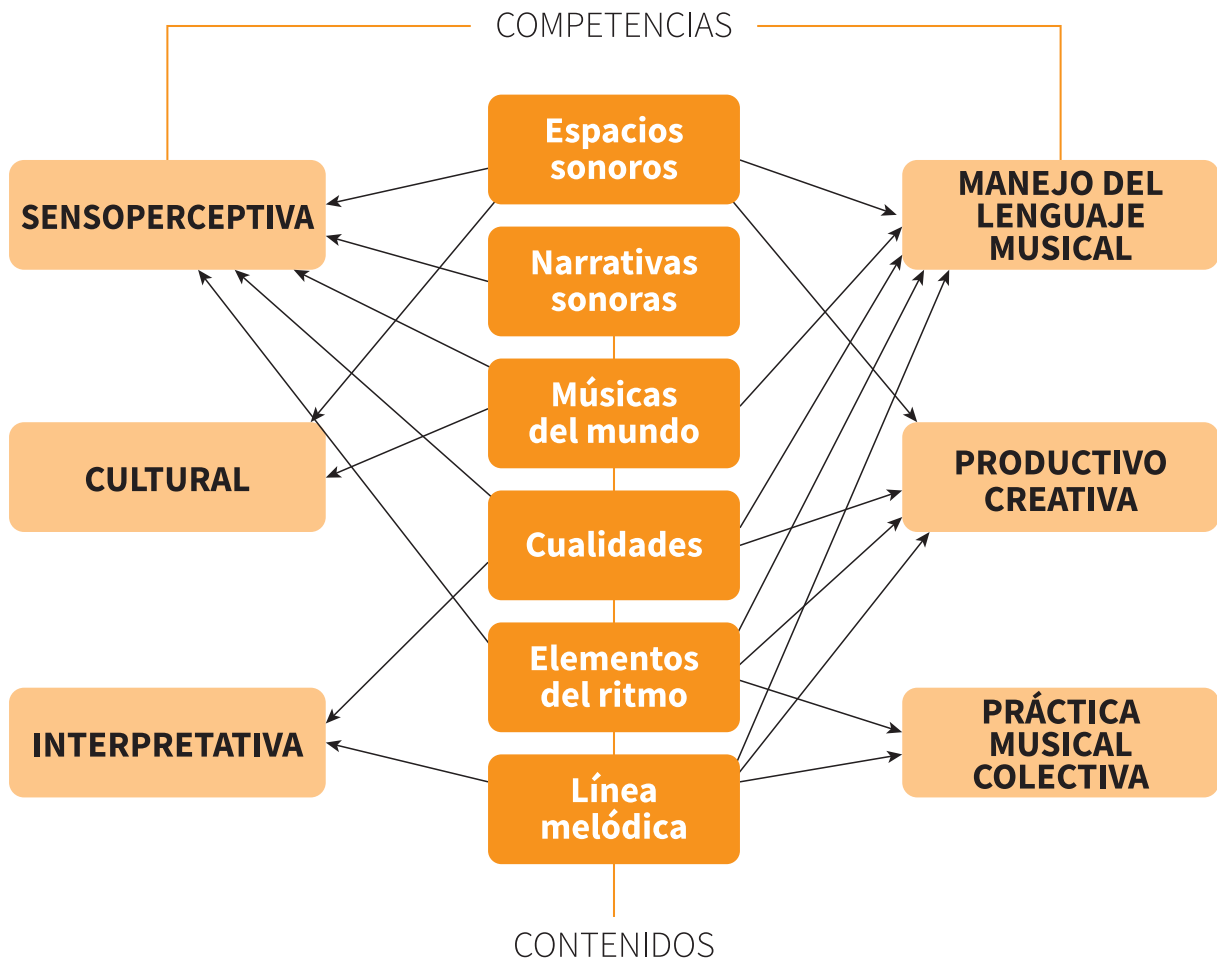 COMPETENCIAS
Espacios
sonoros
SENSOPERCEPTIVA
MANEJO DEL
LENGUAJE
MUSICAL
Narrativas
sonoras
Músicas
del mundo
CULTURAL
PRODUCTIVO
CREATIVA
Cualidades
Elementos
del ritmo
INTERPRETATIVA
PRÁCTICA
MUSICAL
COLECTIVA
Línea
melódica
CONTENIDOS